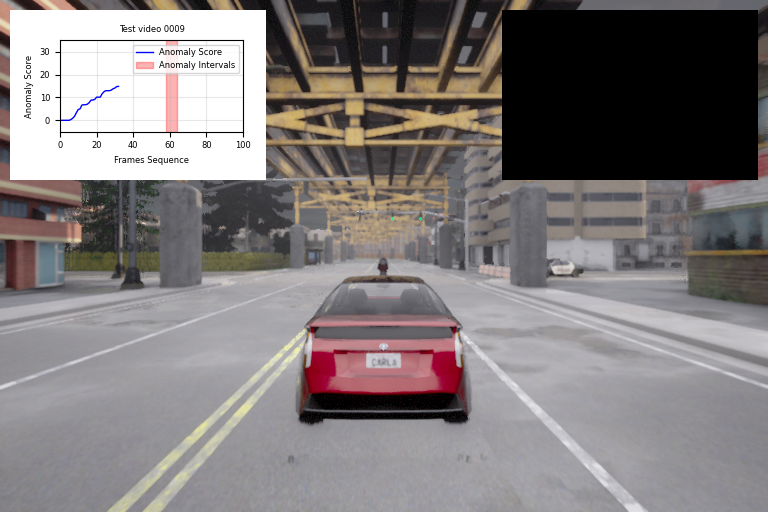 Test video 0009
Anomaly Score
30
20
10
0
Anomaly Score
Anomaly Intervals
0 20 40 60 80 100
Frames Sequence
CARLA